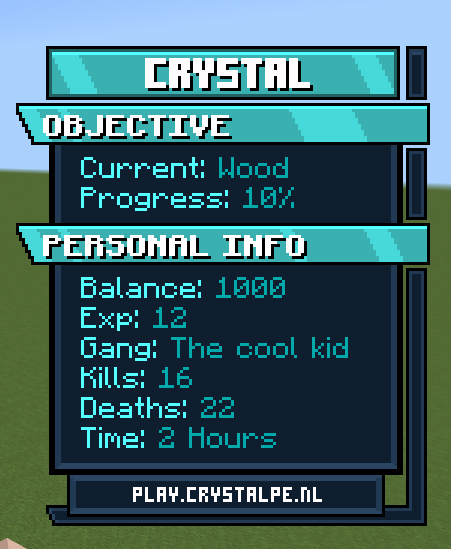 CRYSTAL
OBJECTIVE
Current: Wood
Progress: 10%
PERSONAL INFO
Balance: 1000
Exp: 12
Gang: The cool kid
Kills: 16
Deaths: 22
Time: 2 Hours
PLAY.CRYSTALPE.NL